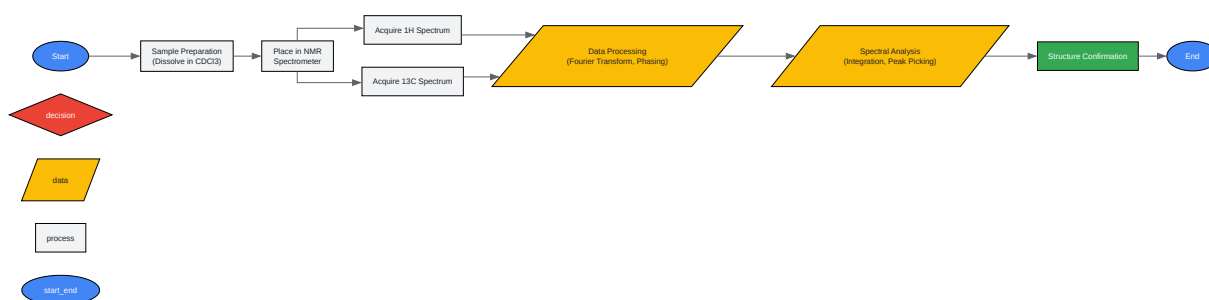 Start
Sample Preparation
(Dissolve in CDCl3)
Place in NMR
Spectrometer
Acquire 1H Spectrum
Acquire 13C Spectrum
Data Processing
(Fourier Transform, Phasing)
Spectral Analysis
(Integration, Peak Picking)
Structure Confirmation
End
decision
data
process
start_end